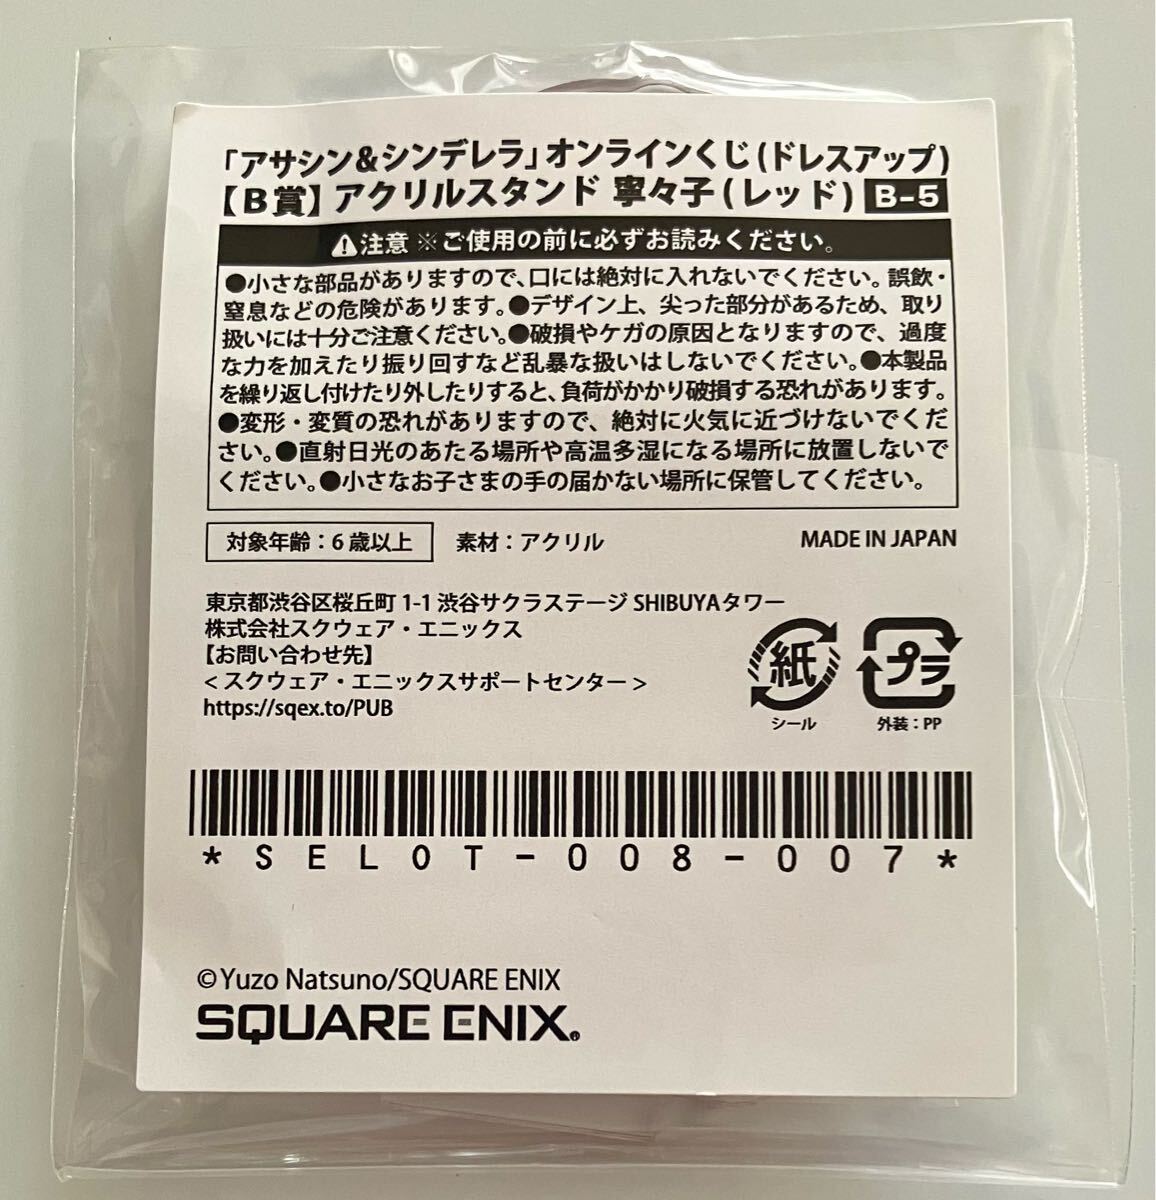 「アサシン&シンデレラ」オンラインくじ(ドレスアップ)
【B賞】アクリルスタンド 寧々子(レッド) B-5
⚠注意 ※ご使用の前に必ずお読みください。
●小さな部品がありますので、口には絶対に入れないでください。誤飲・
窒息などの危険があります。●デザイン上、尖った部分があるため、取り
扱いには十分ご注意ください。●破損やケガの原因となりますので、過度
な力を加えたり振り回すなど乱暴な扱いはしないでください。●本製品
を繰り返し付けたり外したりすると、負荷がかかり破損する恐れがあります。
●変形・変質の恐れがありますので、絶対に火気に近づけないでくだ
さい。●直射日光のあたる場所や高温多湿になる場所に放置しないで
ください。●小さなお子さまの手の届かない場所に保管してください。
対象年齢:6歳以上 素材:アクリル MADE IN JAPAN
東京都渋谷区桜丘町 1-1 渋谷サクラステージ SHIBUYAタワー
株式会社スクウェア・エニックス
【お問い合わせ先】
<スクウェア・エニックスサポートセンター>
https://sqex.to/PUB
紙 プラ
シール 外装:PP
*SELOT-008-007*
©Yuzo Natsuno/SQUARE ENIX
SQUARE ENIX®